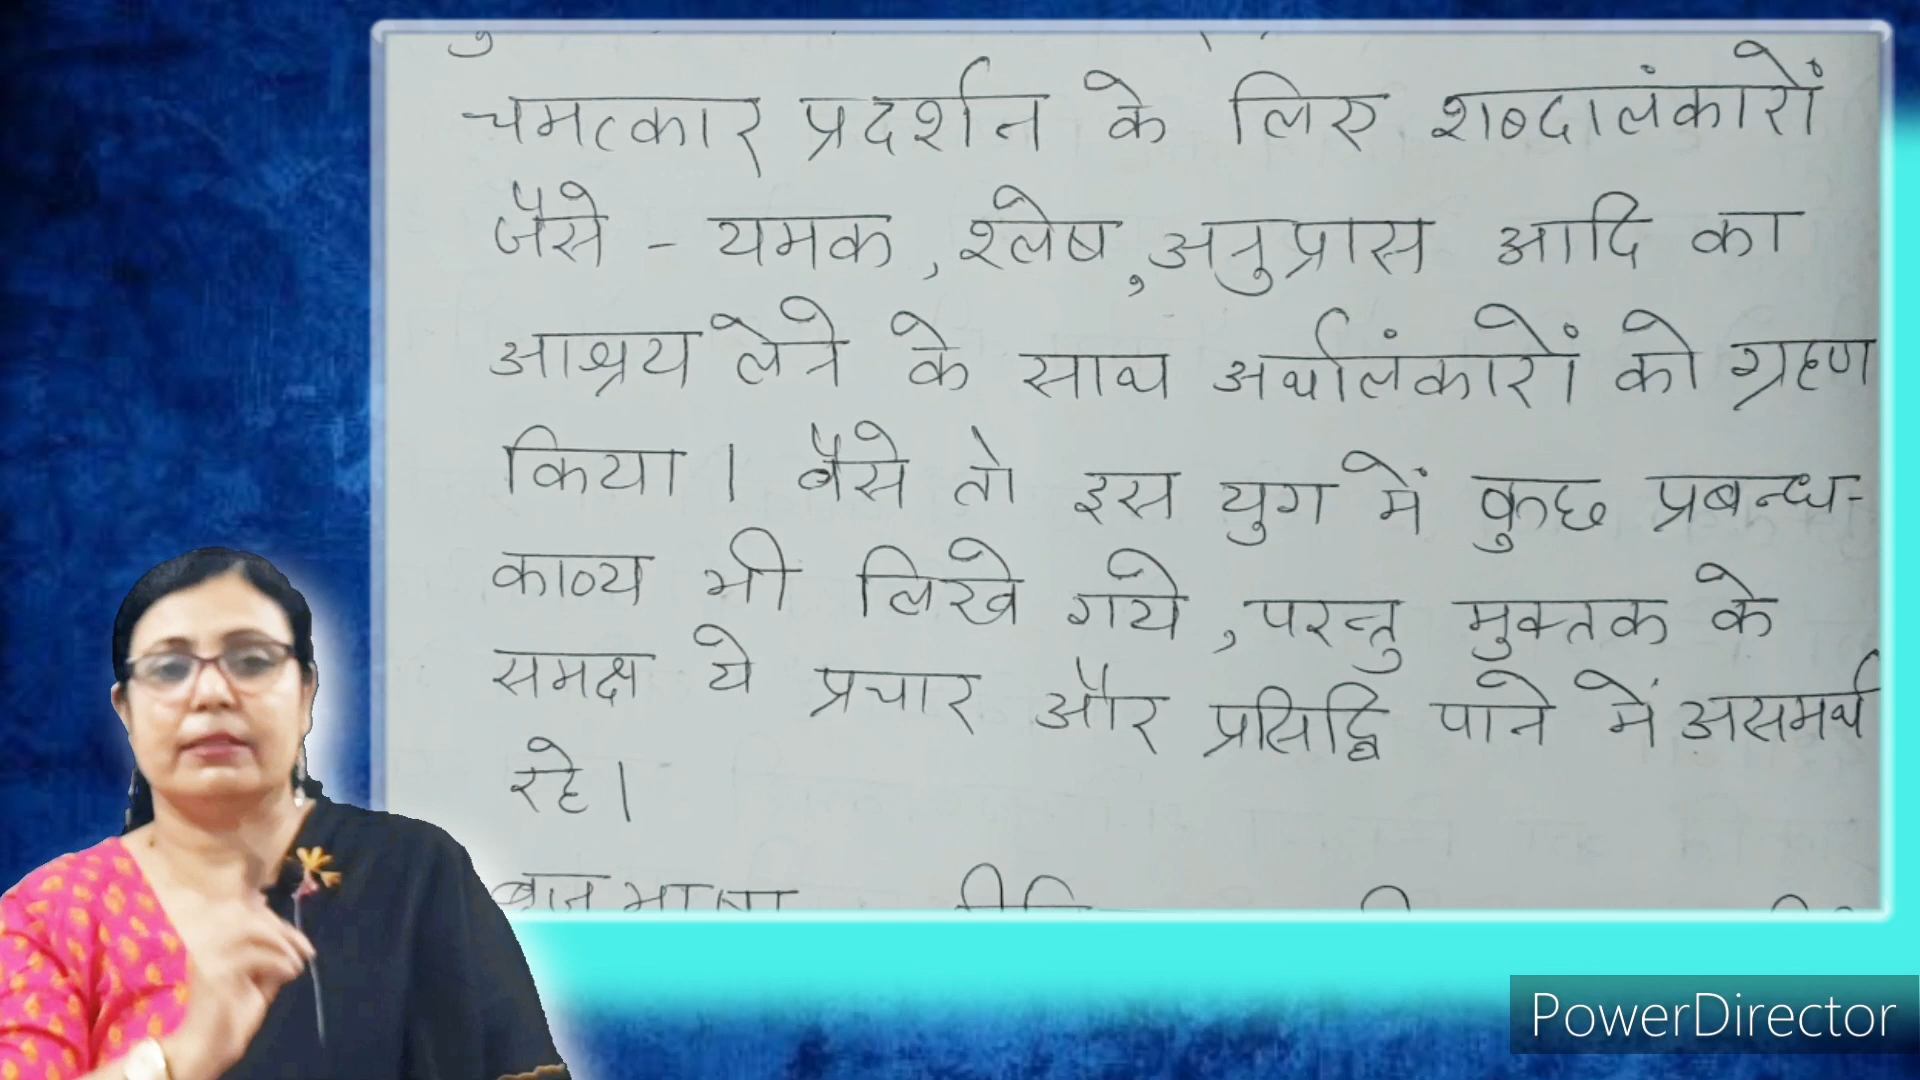 चमत्कार प्रदर्शन के लिए शब्दालंकारों
जैसे - यमक, श्लेष, अनुप्रास आदि का
आश्रय लेने के साथ अर्थालंकारों को ग्रहण
किया। वैसे तो इस युग में कुछ प्रबन्ध-
काव्य भी लिखे गये, परन्तु मुक्तक के
समक्ष ये प्रचार और प्रसिद्धि पाने में असमर्थ
रहे।
PowerDirector